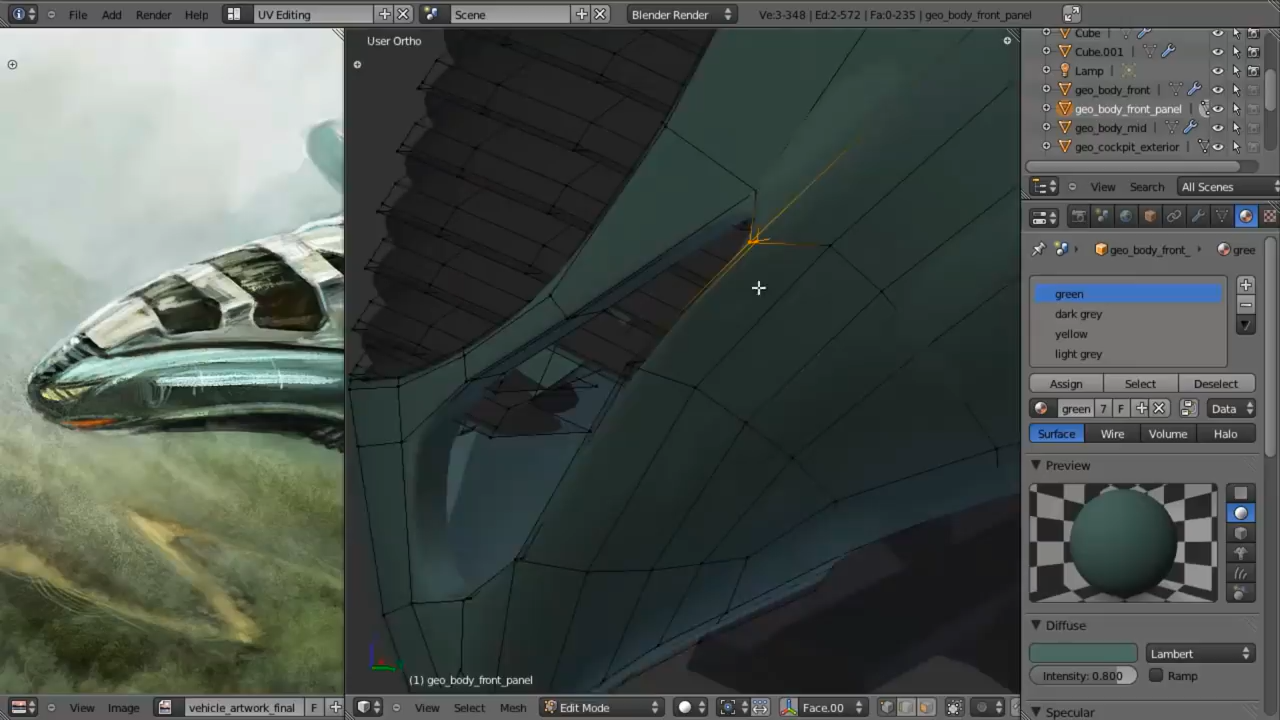 File Add Render Help UV Editing Scene Blender Render Ve:3-348 | Ed:2-572 | Fa:0-235 | geo_body_front_panel
User Ortho
Cube
Cube.001
Lamp
geo_body_front
geo_body_front_panel
geo_body_mid
geo_cockpit_exterior
View Search All Scenes
geo_body_front_ gree
green
dark grey
yellow
light grey
Assign Select Deselect
green 7 F Data
Surface Wire Volume Halo
Preview
Diffuse
Lambert
Intensity: 0.800 Ramp
Specular
(1) geo_body_front_panel
View Image vehicle_artwork_final F
View Select Mesh Edit Mode Face.00